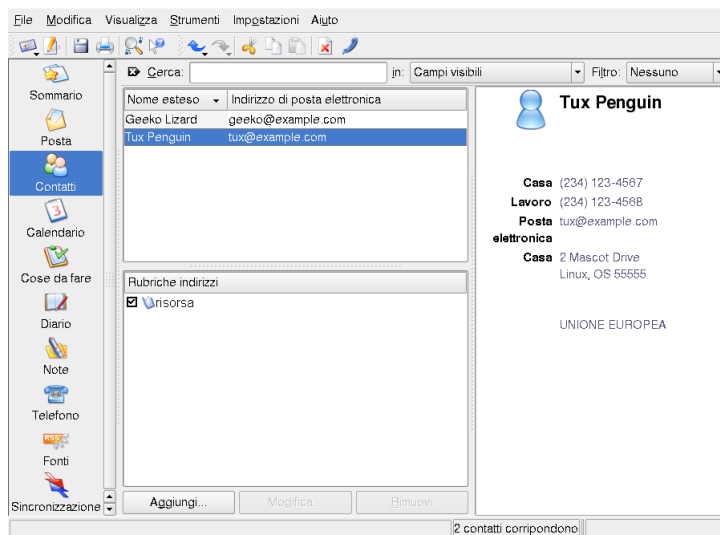 File Modifica Visualizza Strumenti Impostazioni Aiuto
Sommario
Posta
Contatti
3
Calendario
Cose da fare
Diario
Note
Telefono
RSS
Fonti
Sincronizzazione
Cerca: in: Campi visibili Filtro: Nessuno
Nome esteso Indirizzo di posta elettronica
Geeko Lizard geeko@example.com
Tux Penguin tux@example.com
Rubriche indirizzi
risorsa
Aggiungi... Modifica... Rimuovi
Tux Penguin
Casa (234) 123-4567
Lavoro (234) 123-4568
Posta tux@example.com
elettronica
Casa 2 Mascot Drive
Linux, OS 55555
UNIONE EUROPEA
2 contatti corripondono